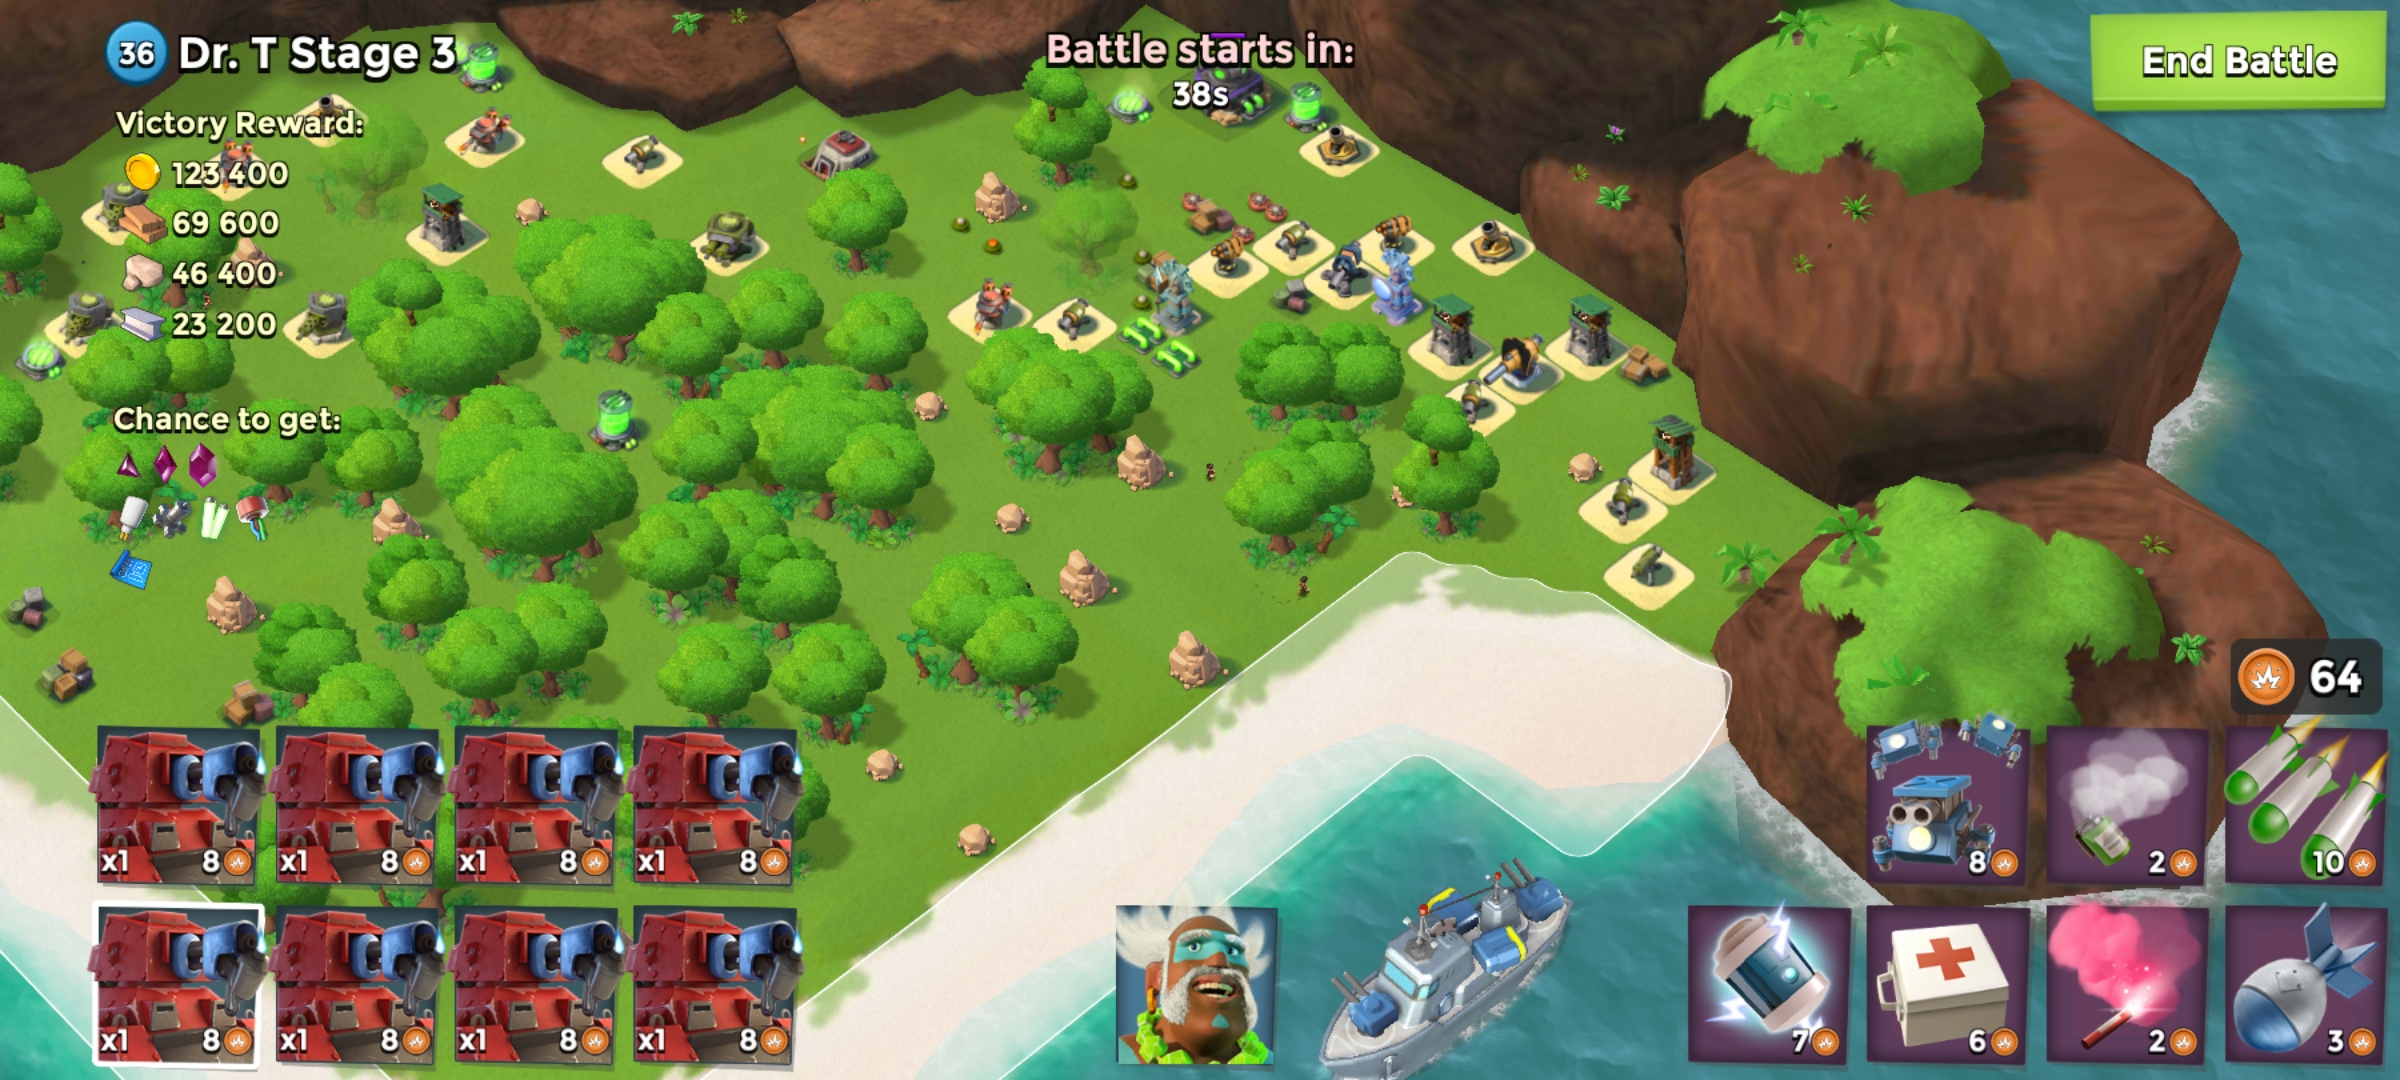 36 Dr. T Stage 3
Battle starts in:
38s
End Battle
Victory Reward:
123 400
69 600
46 400
23 200
Chance to get:
64
x1 8
x1 8
x1 8
x1 8
8
2
10
x1 8
x1 8
x1 8
x1 8
7
6
2
3